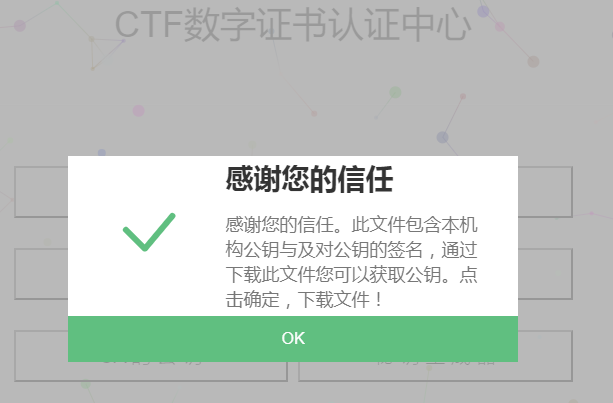 CTF数字证书认证中心
感谢您的信任
感谢您的信任。此文件包含本机
构公钥与及对公钥的签名，通过
下载此文件您可以获取公钥。点
击确定，下载文件！
OK